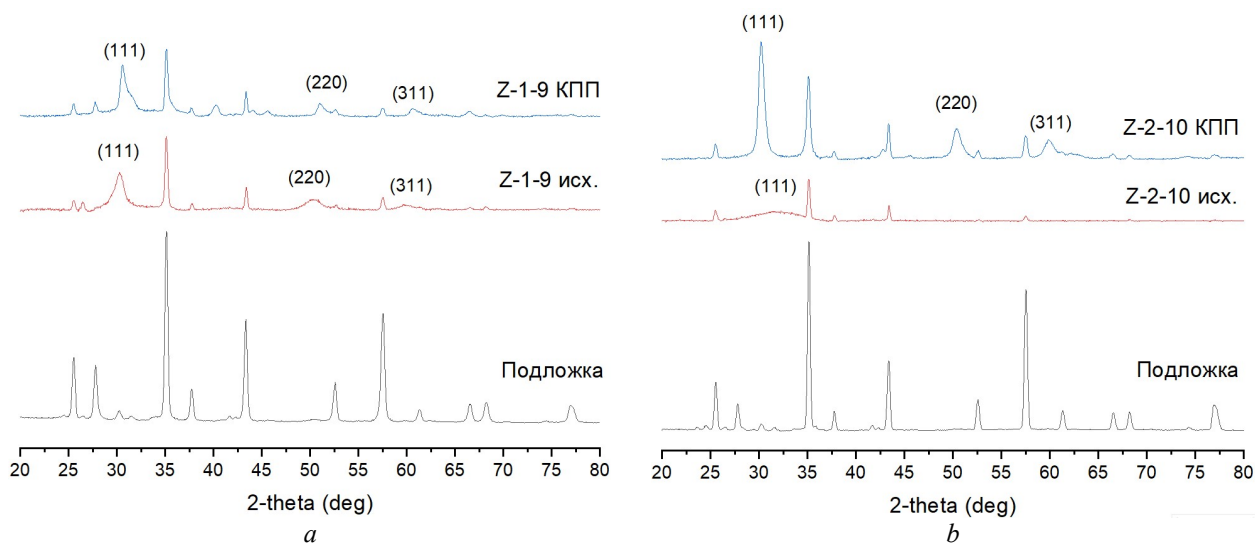 (111)
(220)
(311)
Z-1-9 КПП
(111)
(220)
(311)
Z-1-9 исх.
Подложка
20 25 30 35 40 45 50 55 60 65 70 75 80
2-theta (deg)
a
(111)
(220)
(311)
Z-2-10 КПП
(111)
Z-2-10 исх.
Подложка
20 25 30 35 40 45 50 55 60 65 70 75 80
2-theta (deg)
b